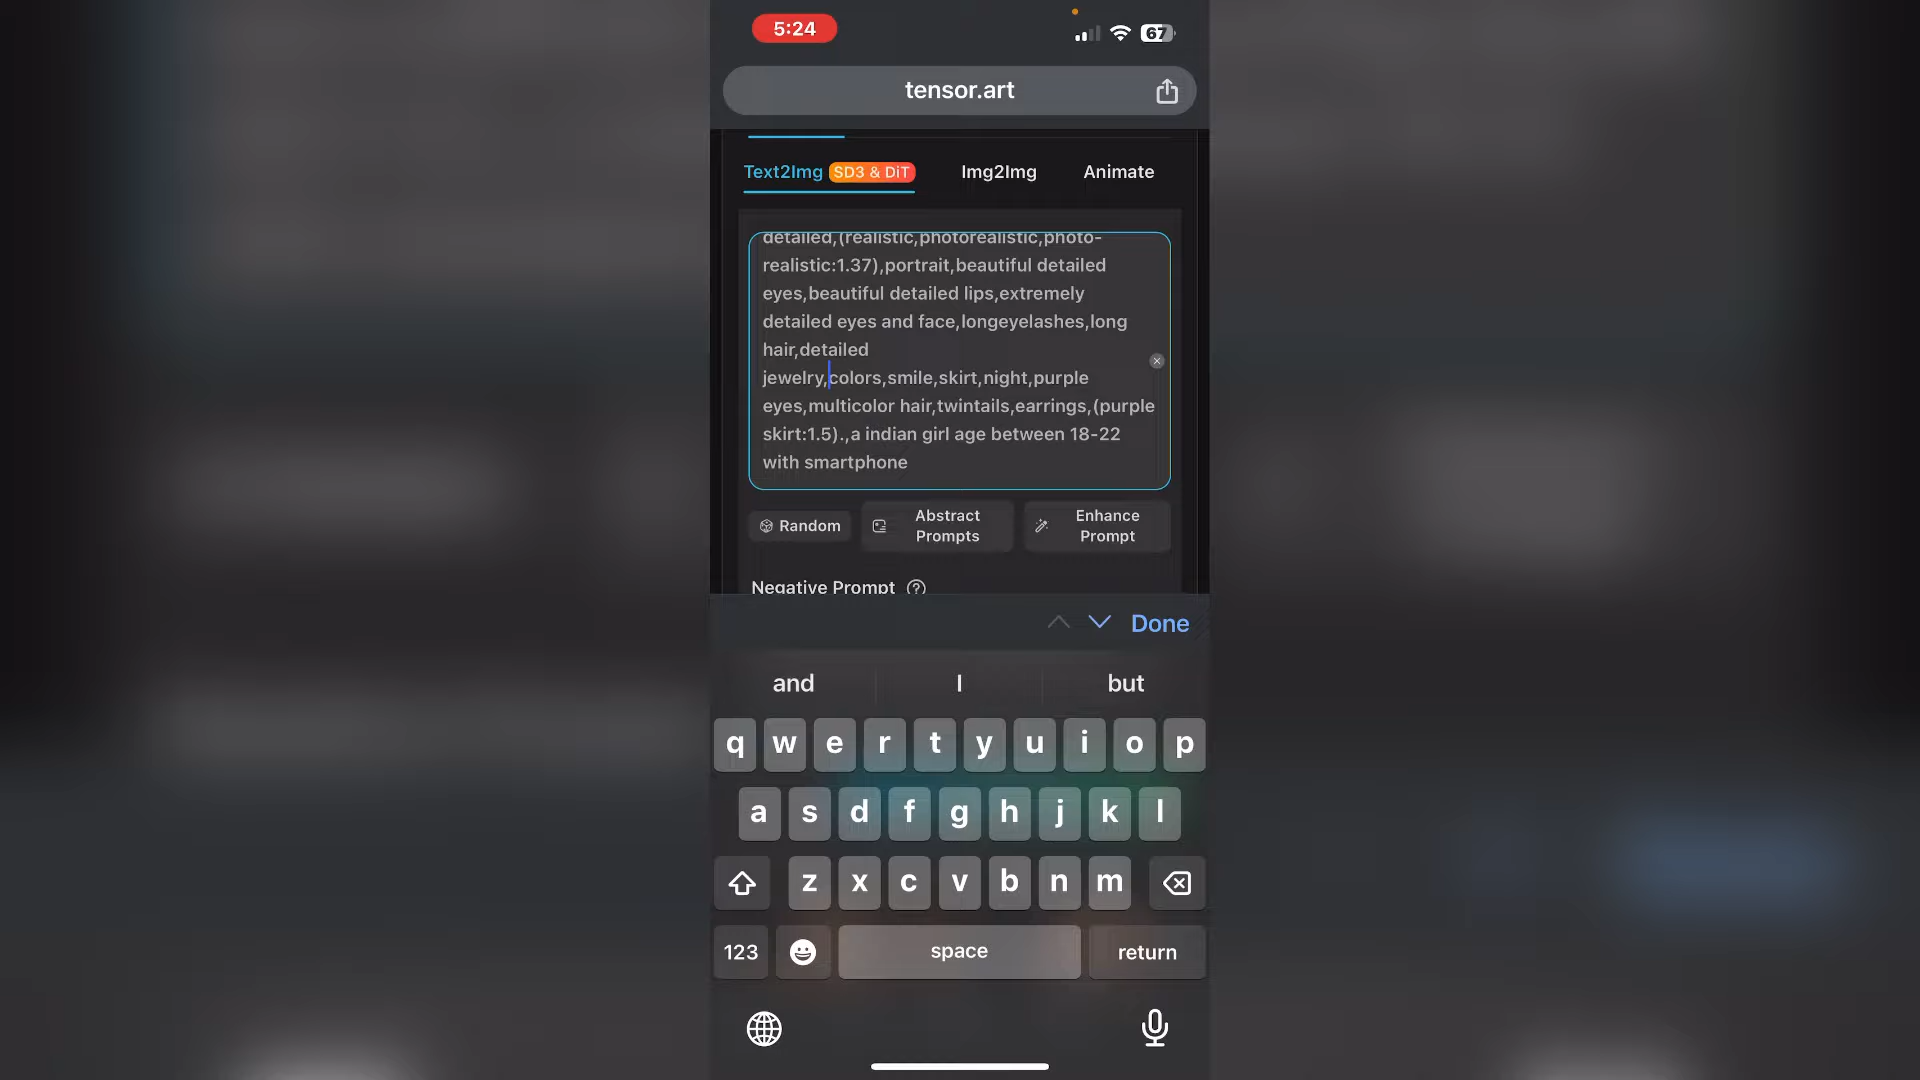 5:24
67
tensor.art
Text2Img SD3 & DiT Img2Img Animate
detailed,(realistic,photorealistic,photo-
realistic:1.37),portrait,beautiful detailed
eyes,beautiful detailed lips,extremely
detailed eyes and face,longeyelashes,long
hair,detailed
jewelry,colors,smile,skirt,night,purple
eyes,multicolor hair,twintails,earrings,(purple
skirt:1.5).,a indian girl age between 18-22
with smartphone
Random
Abstract
Prompts
Enhance
Prompt
Negative Prompt ?
Done
and I but
q w e r t y u i o p
a s d f g h j k l
z x c v b n m
123 space return